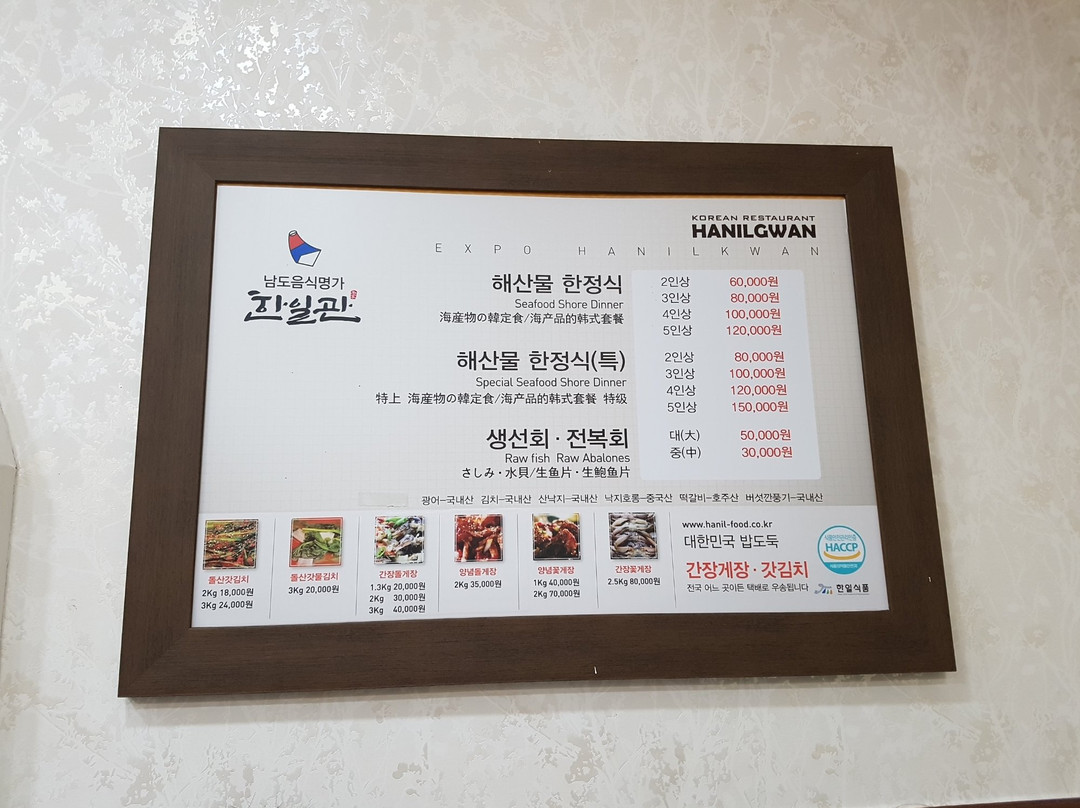 KOREAN RESTAURANT
HANILGWAN
EXPO HANILKWAN
남도음식명가
한일관
해산물 한정식
Seafood Shore Dinner
海産物の韓定食/海产品的韩式套餐
2인상 60,000원
3인상 80,000원
4인상 100,000원
5인상 120,000원
해산물 한정식(특)
Special Seafood Shore Dinner
特上 海産物の韓定食/海产品的韩式套餐 特级
2인상 80,000원
3인상 100,000원
4인상 120,000원
5인상 150,000원
생선회·전복회
Raw fish Raw Abalones
さしみ・水貝/生鱼片・生鲍鱼片
대(大) 50,000원
중(中) 30,000원
광어-국내산 김치-국내산 산낙지-국내산 낙지호롱-중국산 떡갈비-호주산 버섯깐풍기-국내산
돌산갓김치
2Kg 18,000원
3Kg 24,000원
돌산갓물김치
3Kg 20,000원
간장돌게장
1.3Kg 20,000원
2Kg 30,000원
3Kg 40,000원
양념돌게장
2Kg 35,000원
양념꽃게장
1Kg 40,000원
2Kg 70,000원
간장꽃게장
2.5Kg 80,000원
www.hanil-food.co.kr
대한민국 밥도둑
간장게장·갓김치
전국 어느 곳이든 택배로 우송됩니다
HACCP
한일식품